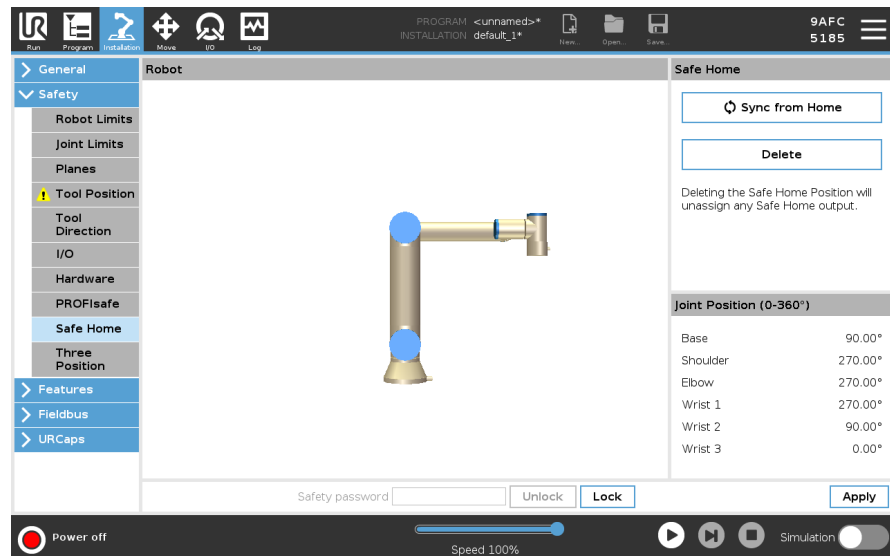 PROGRAM <unnamed>*
INSTALLATION default_1*
New...
Open...
Save...
9AFC
5185
UR
Run
Program
Installation
Move
I/O
Log
General
Safety
Robot Limits
Joint Limits
Planes
Tool Position
Tool
Direction
I/O
Hardware
PROFIsafe
Safe Home
Three
Position
Features
Fieldbus
URCaps
Robot
Safe Home
Sync from Home
Delete
Deleting the Safe Home Position will
unassign any Safe Home output.
Joint Position (0-360°)
Base 90.00°
Shoulder 270.00°
Elbow 270.00°
Wrist 1 270.00°
Wrist 2 90.00°
Wrist 3 0.00°
Safety password
Unlock
Lock
Apply
Power off
Speed 100%
Simulation